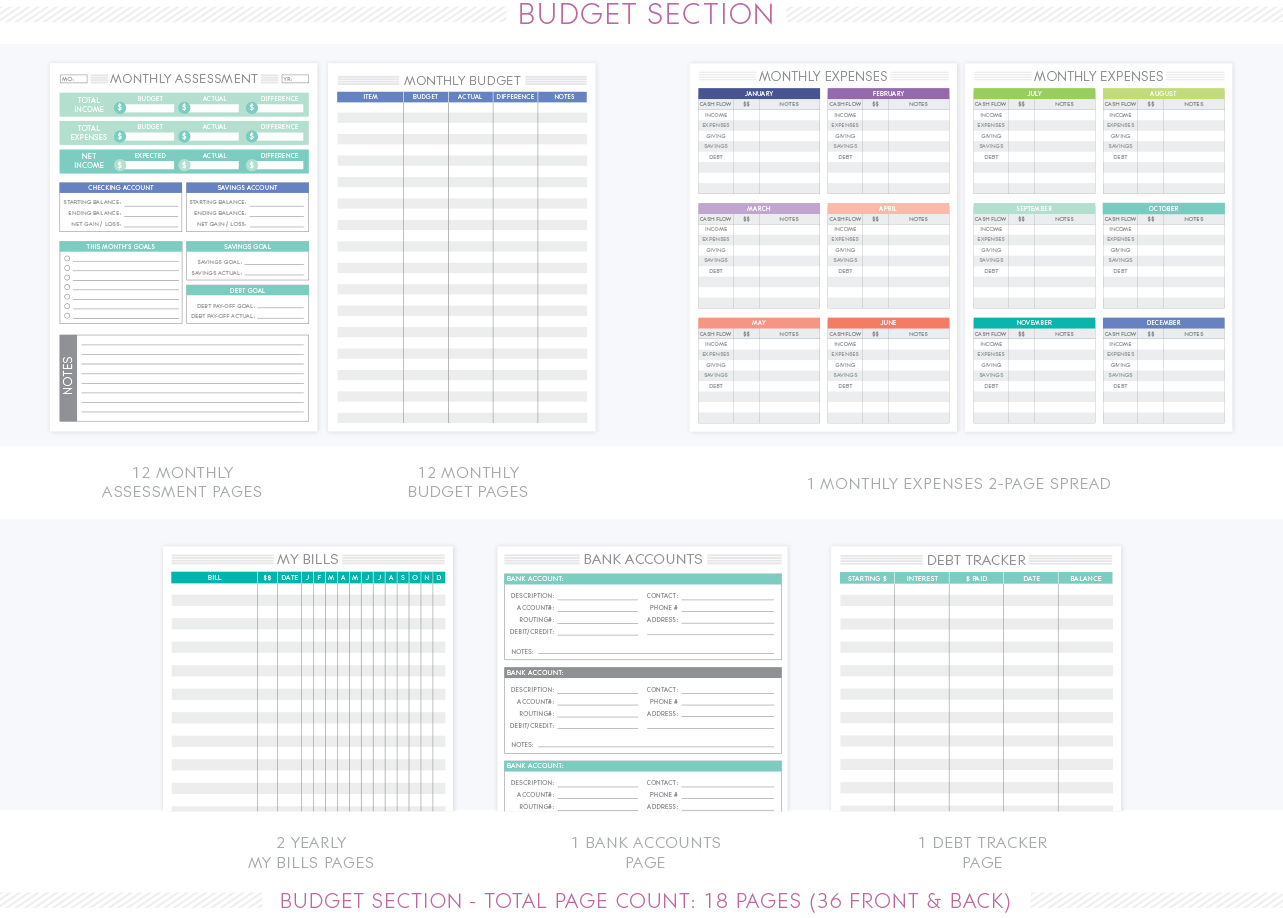 BUDGET SECTION
MO: MONTHLY ASSESSMENT YR:
BUDGET ACTUAL DIFFERENCE
TOTAL INCOME $ $ $
BUDGET ACTUAL DIFFERENCE
TOTAL EXPENSES $ $ $
EXPECTED ACTUAL DIFFERENCE
NET INCOME $ $ $
CHECKING ACCOUNT
STARTING BALANCE:
ENDING BALANCE:
NET GAIN / LOSS:
SAVINGS ACCOUNT
STARTING BALANCE:
ENDING BALANCE:
NET GAIN / LOSS:
THIS MONTH'S GOALS
SAVINGS GOAL
SAVINGS GOAL:
SAVINGS ACTUAL:
DEBT GOAL
DEBT PAY-OFF GOAL:
DEBT PAY-OFF ACTUAL:
NOTES
MONTHLY BUDGET
ITEM BUDGET ACTUAL DIFFERENCE NOTES
MONTHLY EXPENSES
JANUARY
CASH FLOW $$ NOTES
INCOME
EXPENSES
GIVING
SAVINGS
DEBT
FEBRUARY
CASH FLOW $$ NOTES
INCOME
EXPENSES
GIVING
SAVINGS
DEBT
MARCH
CASH FLOW $$ NOTES
INCOME
EXPENSES
GIVING
SAVINGS
DEBT
APRIL
CASH FLOW $$ NOTES
INCOME
EXPENSES
GIVING
SAVINGS
DEBT
MAY
CASH FLOW $$ NOTES
INCOME
EXPENSES
GIVING
SAVINGS
DEBT
JUNE
CASH FLOW $$ NOTES
INCOME
EXPENSES
GIVING
SAVINGS
DEBT
MONTHLY EXPENSES
JULY
CASH FLOW $$ NOTES
INCOME
EXPENSES
GIVING
SAVINGS
DEBT
AUGUST
CASH FLOW $$ NOTES
INCOME
EXPENSES
GIVING
SAVINGS
DEBT
SEPTEMBER
CASH FLOW $$ NOTES
INCOME
EXPENSES
GIVING
SAVINGS
DEBT
OCTOBER
CASH FLOW $$ NOTES
INCOME
EXPENSES
GIVING
SAVINGS
DEBT
NOVEMBER
CASH FLOW $$ NOTES
INCOME
EXPENSES
GIVING
SAVINGS
DEBT
DECEMBER
CASH FLOW $$ NOTES
INCOME
EXPENSES
GIVING
SAVINGS
DEBT
12 MONTHLY
ASSESSMENT PAGES
12 MONTHLY
BUDGET PAGES
1 MONTHLY EXPENSES 2-PAGE SPREAD
MY BILLS
BILL $$ DATE J F M A M J J A S O N D
BANK ACCOUNTS
BANK ACCOUNT:
DESCRIPTION: CONTACT:
ACCOUNT#: PHONE #
ROUTING#: ADDRESS:
DEBIT/CREDIT:
NOTES:
BANK ACCOUNT:
DESCRIPTION: CONTACT:
ACCOUNT#: PHONE #
ROUTING#: ADDRESS:
DEBIT/CREDIT:
NOTES:
BANK ACCOUNT:
DESCRIPTION: CONTACT:
ACCOUNT#: PHONE #
ROUTING#: ADDRESS:
DEBT TRACKER
STARTING $ INTEREST $ PAID DATE BALANCE
2 YEARLY
MY BILLS PAGES
1 BANK ACCOUNTS
PAGE
1 DEBT TRACKER
PAGE
BUDGET SECTION - TOTAL PAGE COUNT: 18 PAGES (36 FRONT & BACK)